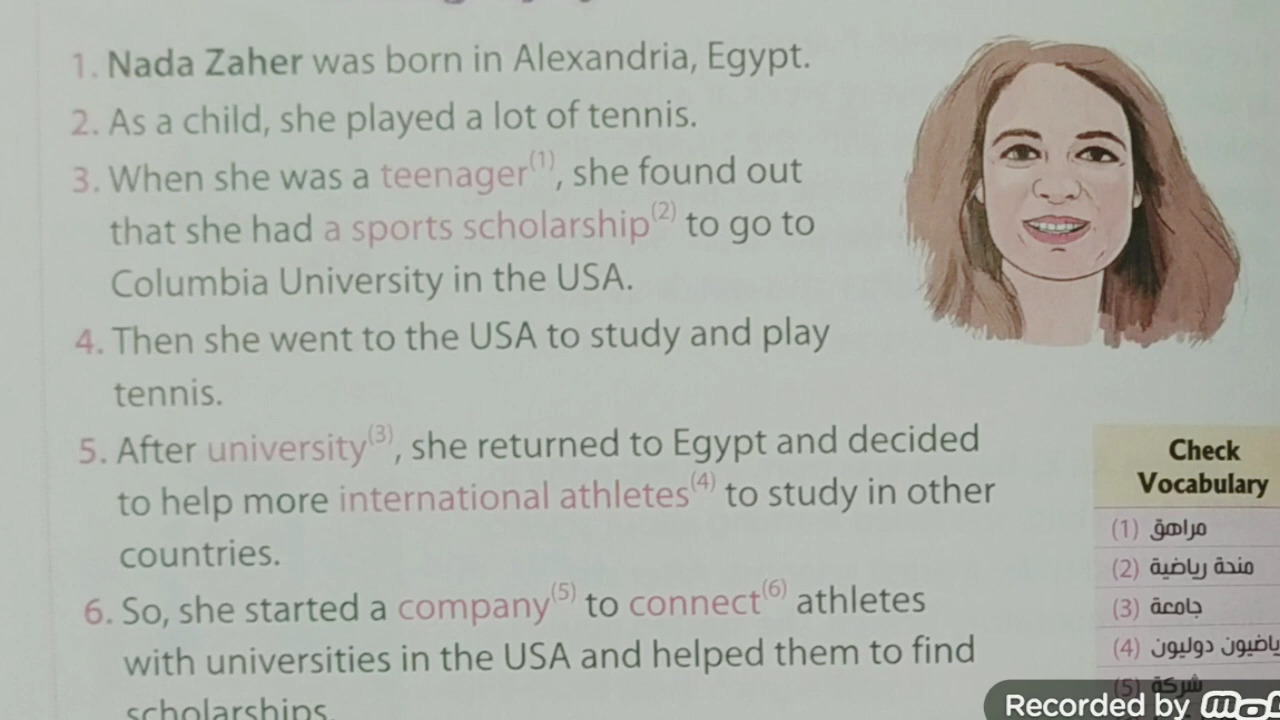 1. Nada Zaher was born in Alexandria, Egypt.
2. As a child, she played a lot of tennis.
3. When she was a teenager(1), she found out
that she had a sports scholarship(2) to go to
Columbia University in the USA.
4. Then she went to the USA to study and play
tennis.
5. After university(3), she returned to Egypt and decided
to help more international athletes(4) to study in other
countries.
6. So, she started a company(5) to connect(6) athletes
with universities in the USA and helped them to find
scholarships.
Check
Vocabulary
(1) مراهق
(2) منحة رياضية
(3) جامعة
(4) دوليون
(5) شركة
Recorded by